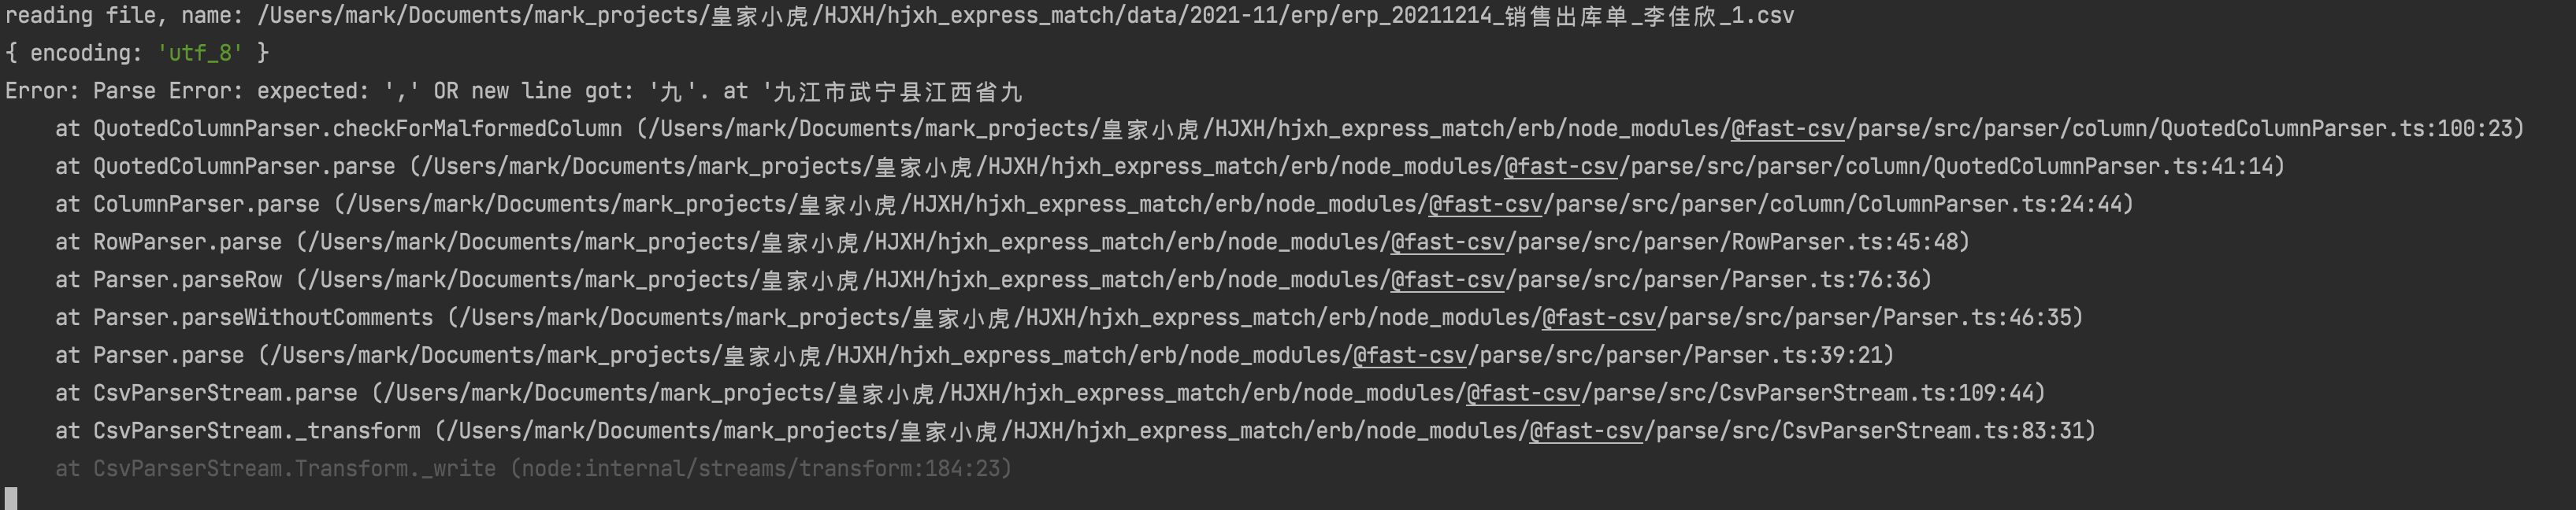 reading file, name: /Users/mark/Documents/mark_projects/皇家小虎/HJXH/hjxh_express_match/data/2021-11/erp/erp_20211214_销售出库单_李佳欣_1.csv
{ encoding: 'utf_8' }
Error: Parse Error: expected: ',' OR new line got: '九'. at '九江市武宁县江西省九
    at QuotedColumnParser.checkForMalformedColumn (/Users/mark/Documents/mark_projects/皇家小虎/HJXH/hjxh_express_match/erb/node_modules/@fast-csv/parse/src/parser/column/QuotedColumnParser.ts:100:23)
    at QuotedColumnParser.parse (/Users/mark/Documents/mark_projects/皇家小虎/HJXH/hjxh_express_match/erb/node_modules/@fast-csv/parse/src/parser/column/QuotedColumnParser.ts:41:14)
    at ColumnParser.parse (/Users/mark/Documents/mark_projects/皇家小虎/HJXH/hjxh_express_match/erb/node_modules/@fast-csv/parse/src/parser/column/ColumnParser.ts:24:44)
    at RowParser.parse (/Users/mark/Documents/mark_projects/皇家小虎/HJXH/hjxh_express_match/erb/node_modules/@fast-csv/parse/src/parser/RowParser.ts:45:48)
    at Parser.parseRow (/Users/mark/Documents/mark_projects/皇家小虎/HJXH/hjxh_express_match/erb/node_modules/@fast-csv/parse/src/parser/Parser.ts:76:36)
    at Parser.parseWithoutComments (/Users/mark/Documents/mark_projects/皇家小虎/HJXH/hjxh_express_match/erb/node_modules/@fast-csv/parse/src/parser/Parser.ts:46:35)
    at Parser.parse (/Users/mark/Documents/mark_projects/皇家小虎/HJXH/hjxh_express_match/erb/node_modules/@fast-csv/parse/src/parser/Parser.ts:39:21)
    at CsvParserStream.parse (/Users/mark/Documents/mark_projects/皇家小虎/HJXH/hjxh_express_match/erb/node_modules/@fast-csv/parse/src/CsvParserStream.ts:109:44)
    at CsvParserStream._transform (/Users/mark/Documents/mark_projects/皇家小虎/HJXH/hjxh_express_match/erb/node_modules/@fast-csv/parse/src/CsvParserStream.ts:83:31)
    at CsvParserStream.Transform._write (node:internal/streams/transform:184:23)